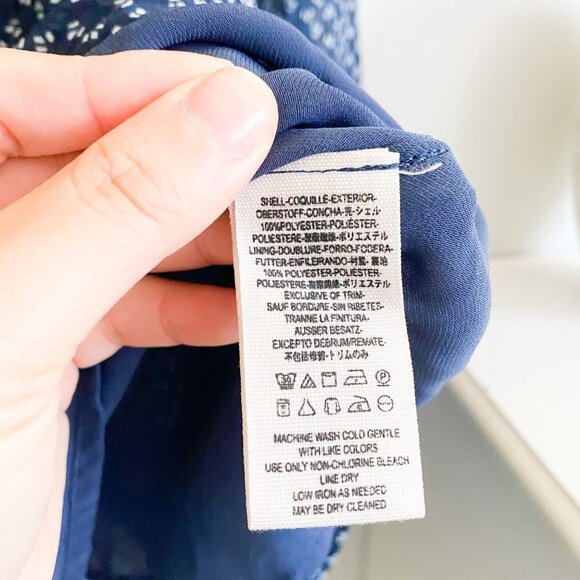 SHELL-COQUILLE-EXTERIOR-
OBERSTOFF-CONCHA-売-シェル
100%POLYESTER-POLIÉSTER-
POLIESTERE-聚酯纖維-ポリエステル
LINING-DOUBLURE-FORRO-FODERA-
FUTTER-ENFILEIRANDO-村裏-裏地
100% POLYESTER-POLIÉSTER-
POLIESTERE-聚酯纖維-ポリエステル
EXCLUSIVE OF TRIM-
SAUF BORDURE-SIN RIBETES-
TRANNE LA FINITURA-
AUSSER BESATZ-
EXCEPTO DEBRUM/REMATE-
不包括修剪-トリムのみ
30 P
MACHINE WASH COLD GENTLE
WITH LIKE COLORS
USE ONLY NON-CHLORINE BLEACH
LINE DRY
LOW IRON AS NEEDED
MAY BE DRY CLEANED